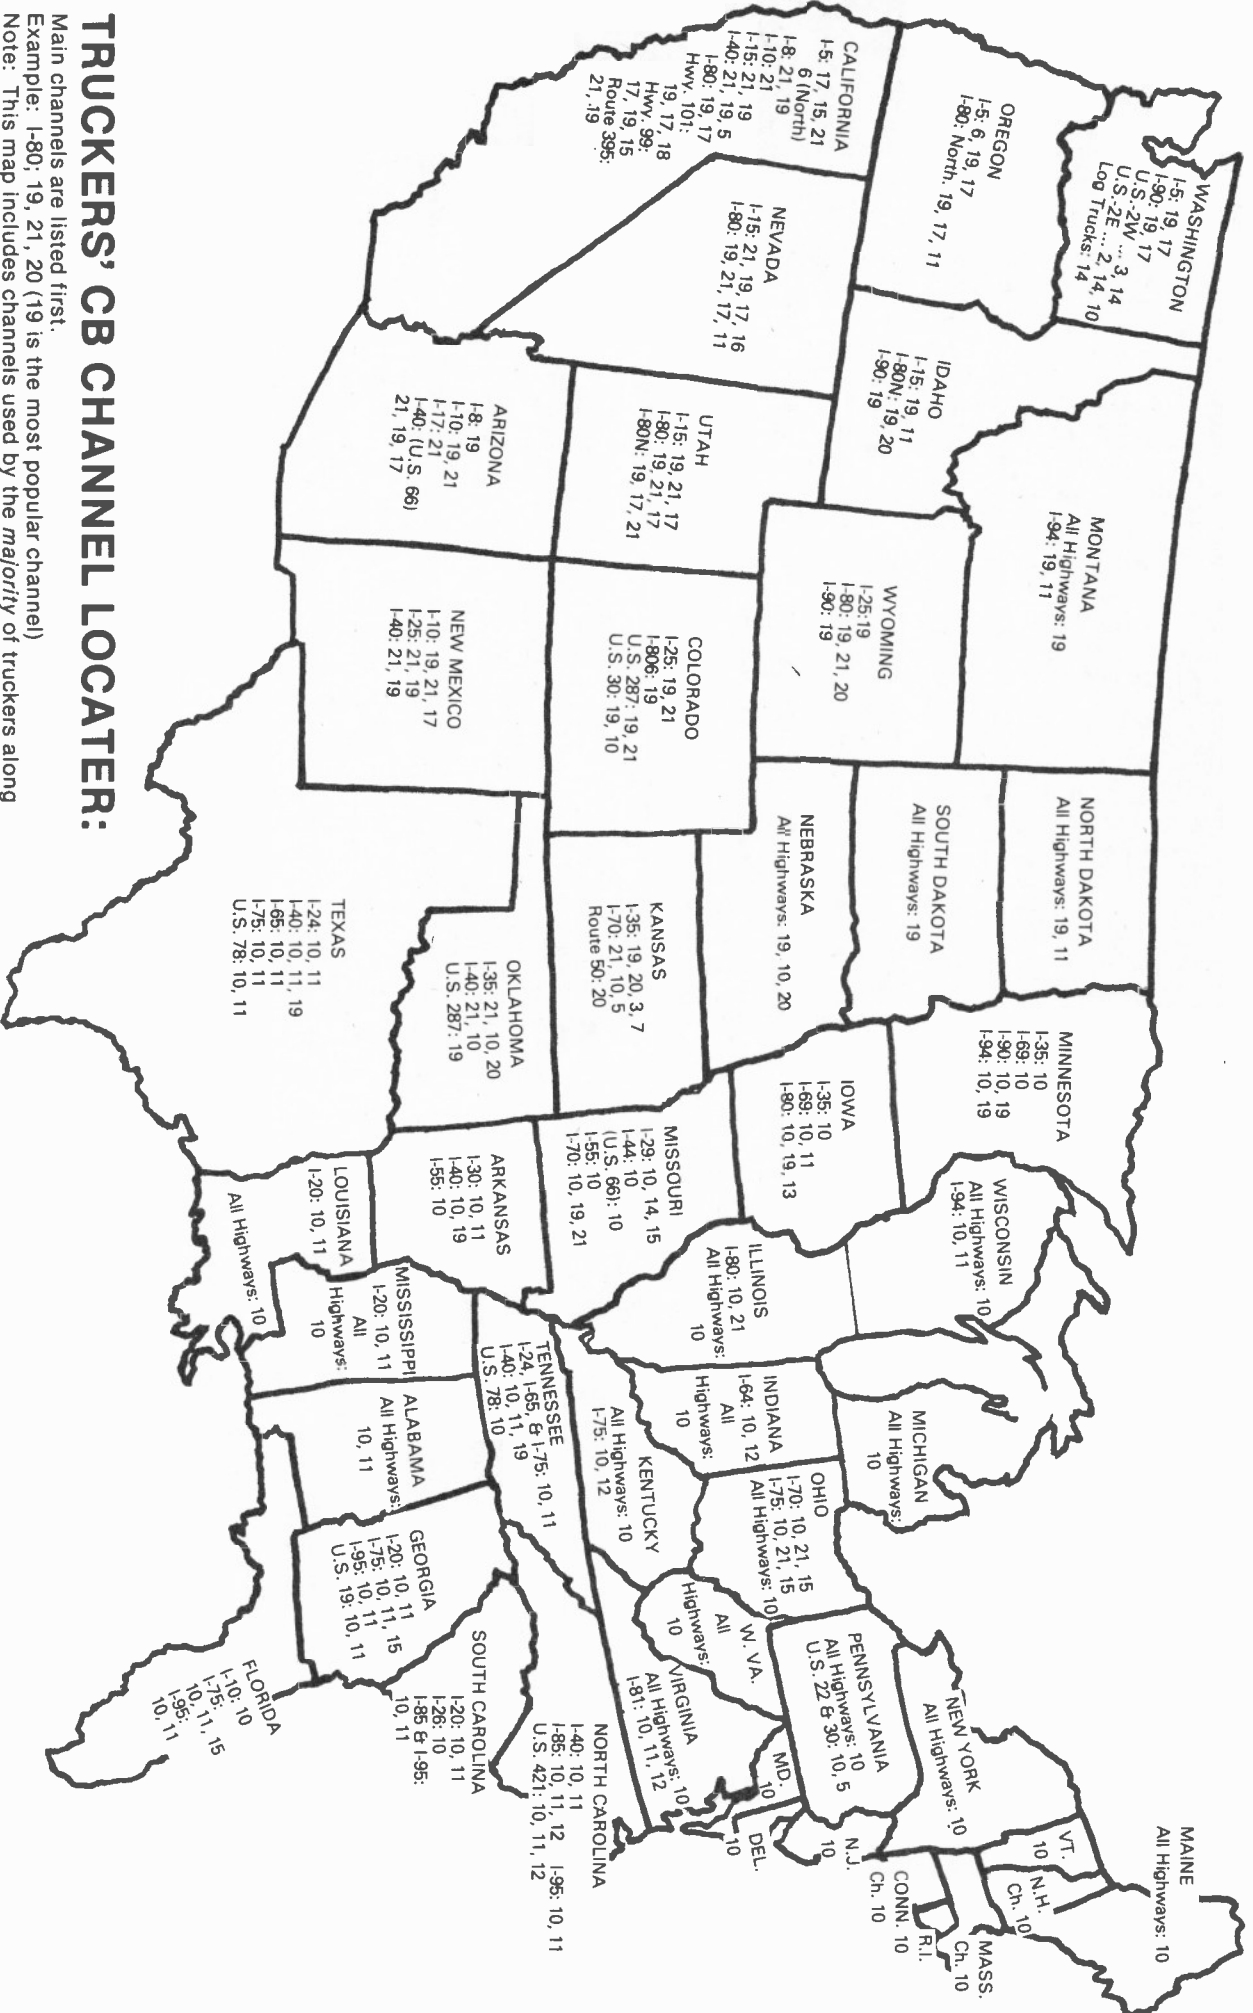 WASHINGTON
I-5: 19, 17
I-90: 19, 17
U.S.-2W ... 3, 14
U.S.-2E ... 2, 14, 10
Log Trucks: 14
OREGON
I-5: 6, 19, 17
I-80: North. 19, 17, 11
CALIFORNIA
I-5: 17, 15, 21
6 (North)
I-8: 21, 19
I-10: 21
I-15: 21, 19
I-40: 21, 19, 5
I-80: 19, 17
Hwy. 101:
19, 17, 18
Hwy. 99:
17, 19, 15
Route 395:
21, 19
NEVADA
I-15: 21, 19, 17, 16
I-80: 19, 21, 17, 11
IDAHO
I-15: 19, 11
I-80N: 19, 20
I-90: 19
MONTANA
All Highways: 19
I-94: 19, 11
WYOMING
I-25:19
I-80: 19, 21, 20
I-90: 19
UTAH
I-15: 19, 21, 17
I-80: 19, 21, 17
I-80N: 19, 17, 21
ARIZONA
I-8: 19
I-10: 19, 21
I-17: 21
I-40: (U.S. 66)
21, 19, 17
COLORADO
I-25: 19, 21
I-806: 19
U.S. 287: 19, 21
U.S. 30: 19, 10
NEW MEXICO
I-10: 19, 21, 17
I-25: 21, 19
I-40: 21, 19
NORTH DAKOTA
All Highways: 19, 11
SOUTH DAKOTA
All Highways: 19
NEBRASKA
All Highways: 19, 10, 20
KANSAS
I-35: 19, 20, 3, 7
I-70: 21, 10, 5
Route 50: 20
OKLAHOMA
I-35: 21, 10, 20
I-40: 21, 10
U.S. 287: 19
TEXAS
I-24: 10, 11
I-40: 10, 11, 19
I-65: 10, 11
I-75: 10, 11
U.S. 78: 10, 11
MINNESOTA
I-35: 10
I-69: 10
I-90: 10, 19
I-94: 10, 19
IOWA
I-35: 10
I-69: 10, 11
I-80: 10, 19, 13
MISSOURI
I-29: 10, 14, 15
I-44: 10
(U.S. 66): 10
I-55: 10
I-70: 10, 19, 21
ARKANSAS
I-30: 10, 11
I-40: 10, 19
I-55: 10
LOUISIANA
I-20: 10, 11
All Highways: 10
WISCONSIN
All Highways: 10
I-94: 10, 11
ILLINOIS
I-80: 10, 21
All Highways:
10
MISSISSIPPI
I-20: 10, 11
All
Highways:
10
MICHIGAN
All Highways:
10
INDIANA
I-64: 10, 12
All
Highways:
10
OHIO
I-70: 10, 21, 15
I-75: 10, 21, 15
All Highways: 10
KENTUCKY
All Highways: 10
I-75: 10, 12
TENNESSEE
I-24, I-65, & I-75: 10, 11
I-40: 10, 11, 19
U.S. 78: 10
ALABAMA
All Highways:
10, 11
GEORGIA
I-20: 10, 11
I-75: 10, 11, 15
I-95: 10, 11
U.S. 19: 10, 11
FLORIDA
I-10: 10
I-75:
10, 11, 15
I-95:
10, 11
SOUTH CAROLINA
I-20: 10, 11
I-26: 10
I-85 & I-95:
10, 11
NORTH CAROLINA
I-40: 10, 11
I-85: 10, 11, 12 I-95: 10, 11
U.S. 421: 10, 11, 12
VIRGINIA
All Highways: 10
I-81: 10, 11, 12
W. VA.
All
Highways:
10
PENNSYLVANIA
All Highways: 10
U.S. 22 & 30: 10, 5
NEW YORK
All Highways: 10
MD.
10
DEL.
10
N.J.
10
CONN. 10
Ch. 10
R.I.
MASS.
Ch. 10
N.H.
Ch. 10
VT.
10
MAINE
All Highways: 10
TRUCKERS' CB CHANNEL LOCATER:
Main channels are listed first.
Example: I-80; 19, 21, 20 (19 is the most popular channel)
Note: This map includes channels used by the majority of truckers along